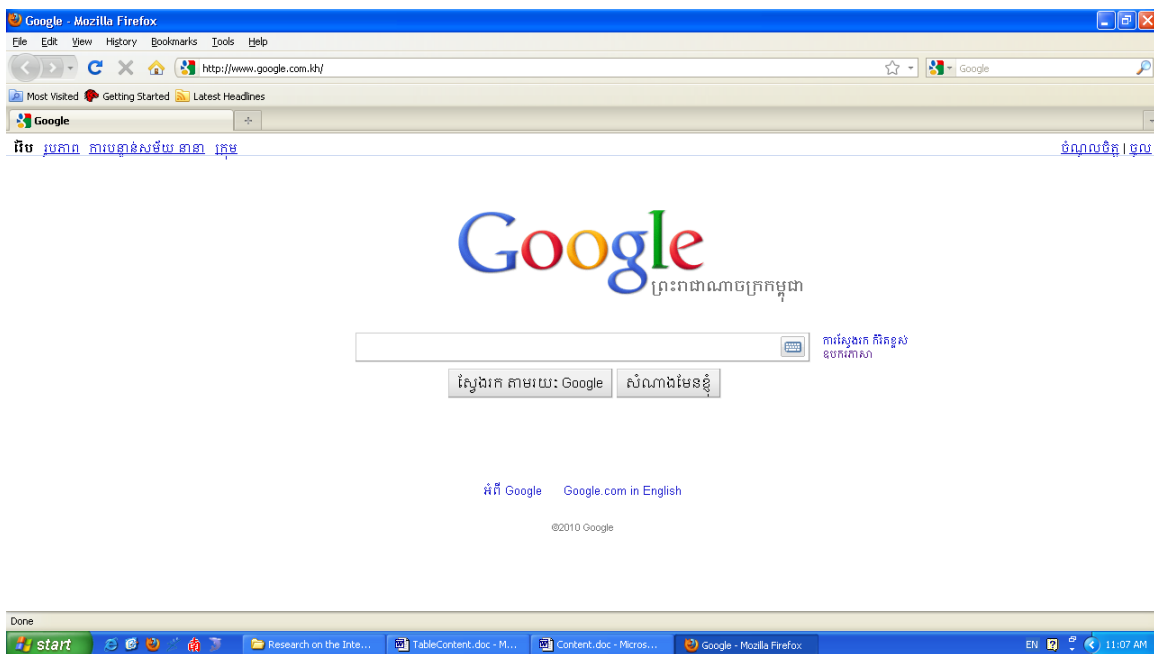 Google - Mozilla Firefox
File Edit View History Bookmarks Tools Help
http://www.google.com.kh/ Google
Most Visited Getting Started Latest Headlines
Google
វ៉ើប រូបភាព ការបន្ទាន់សម័យ នានា ក្រុម ចំណូលចិត្ត | ចូល
Google
ព្រះរាជាណាចក្រកម្ពុជា
ការស្វែងរក កំរិតខ្ពស់
ឧបករភាសា
ស្វែងរក តាមរយៈ Google សំណាងមែនខ្ញុំ
អំពី Google Google.com in English
©2010 Google
Done
start Research on the Inte... TableContent.doc - M... Content.doc - Micros... Google - Mozilla Firefox EN 11:07 AM